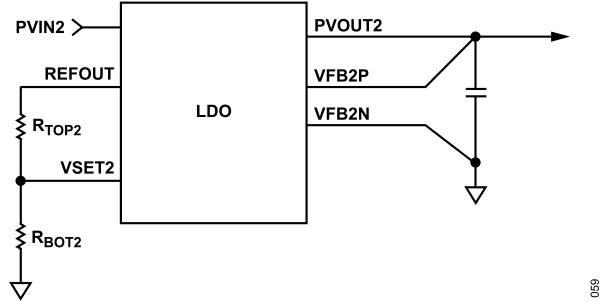 PVIN2
PVOUT2
REFOUT
VFB2P
LDO
VFB2N
RTOP2
VSET2
RBOT2
059